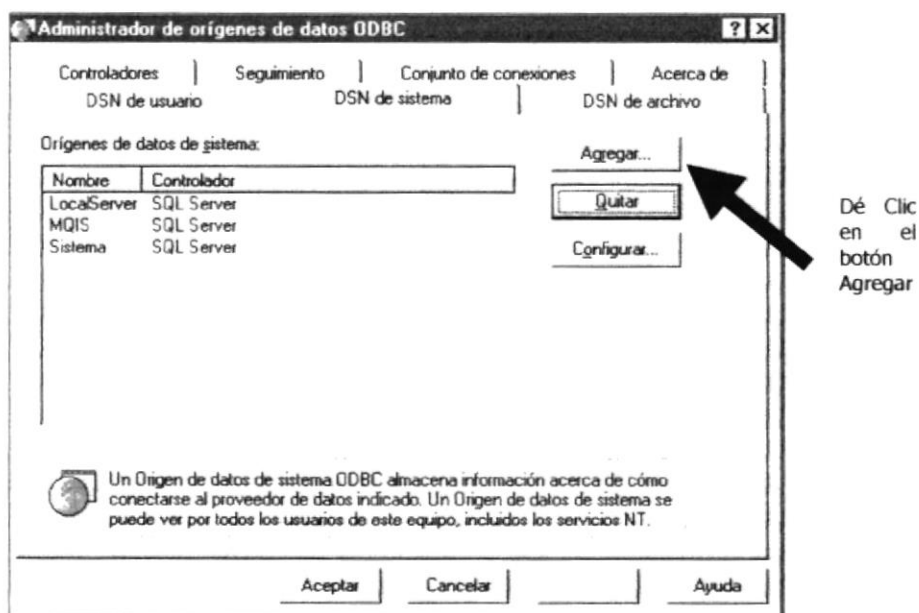 Administrador de orígenes de datos ODBC
Controladores
Seguimiento
Conjunto de conexiones
Acerca de
DSN de usuario
DSN de sistema
DSN de archivo
Orígenes de datos de sistema:
Nombre Controlador
LocalServer SQL Server
MQIS SQL Server
Sistema SQL Server
Agregar...
Quitar
Configurar...
Dé Clic
en el
botón
Agregar
Un Origen de datos de sistema ODBC almacena información acerca de cómo
conectarse al proveedor de datos indicado. Un Origen de datos de sistema se
puede ver por todos los usuarios de este equipo, incluidos los servicios NT.
Aceptar
Cancelar
Ayuda